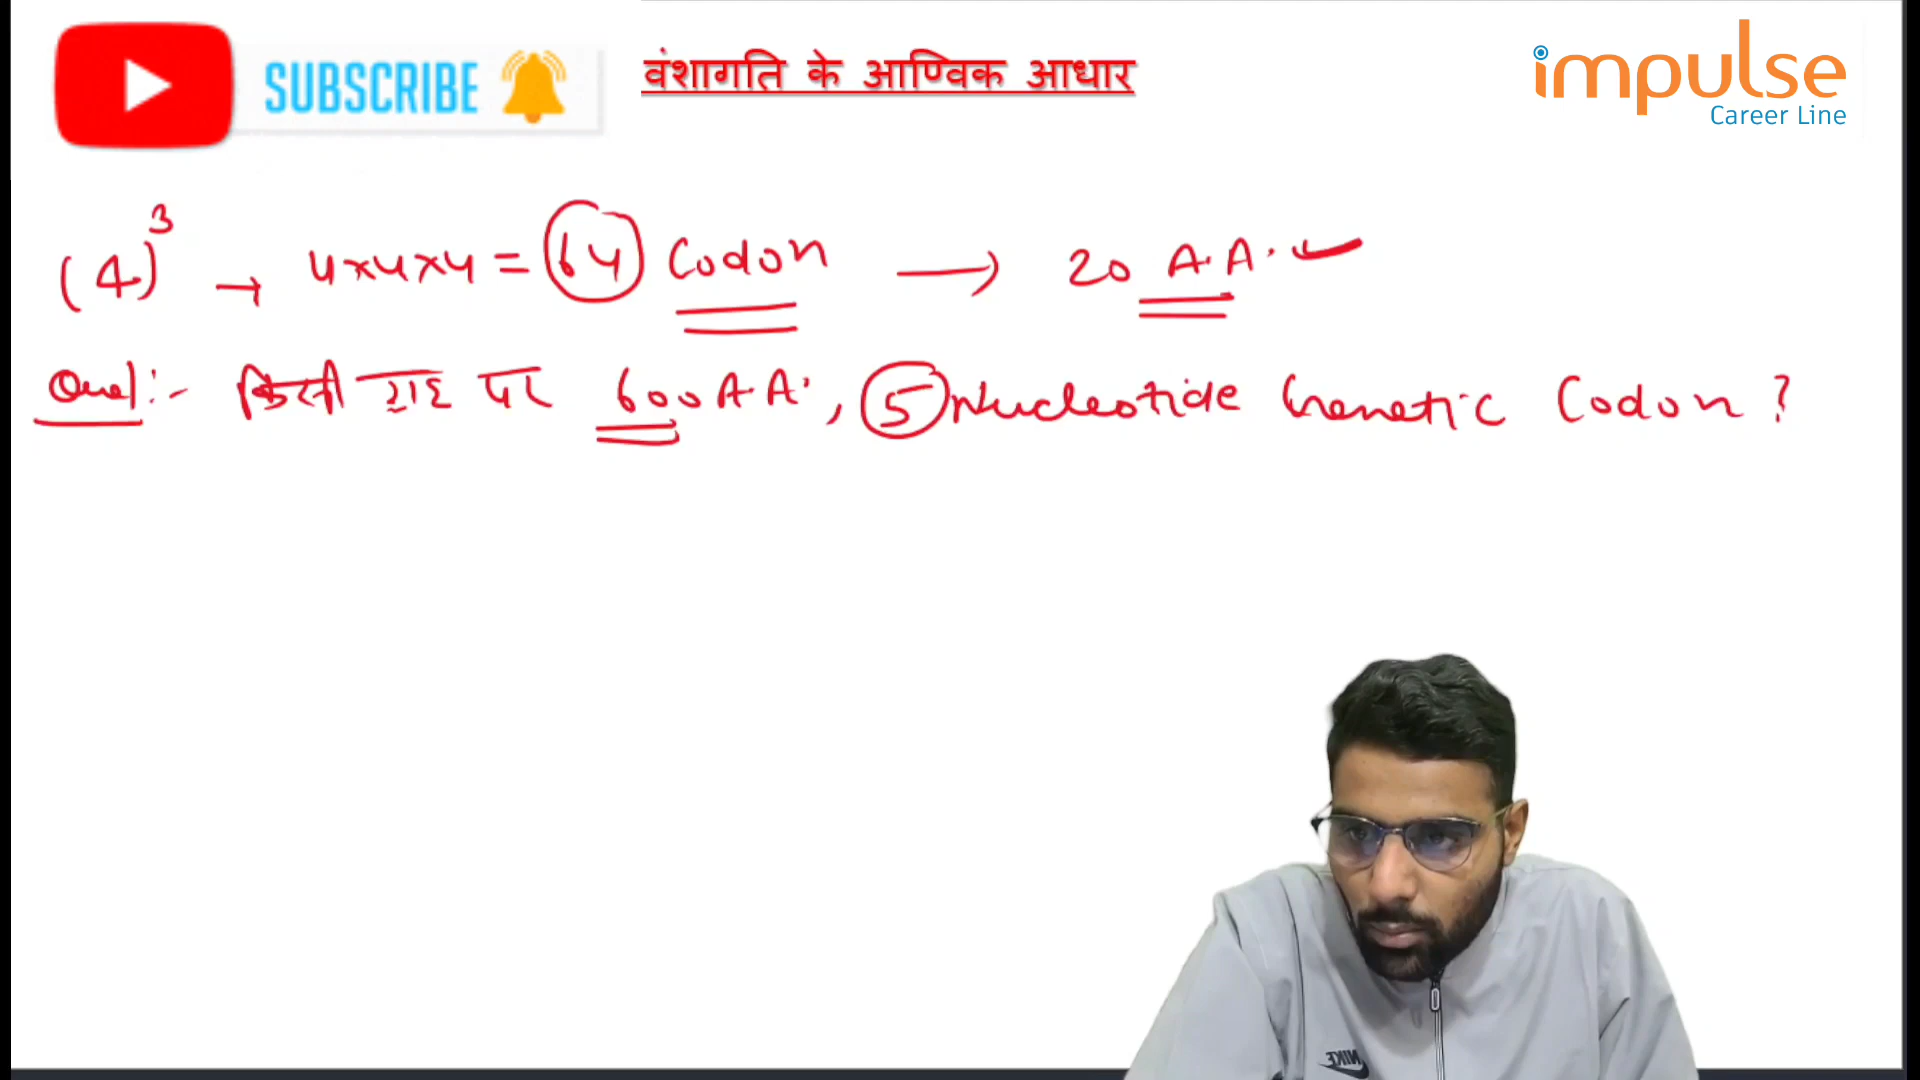 SUBSCRIBE
वंशागति के आण्विक आधार
impulse
Career Line
(4)³ → 4×4×4 = 64 Codon → 20 A.A. ✓
Que:- किसी ग्रह पर 600 A.A., 5 Nucleotide Genetic Codon ?
NIKE